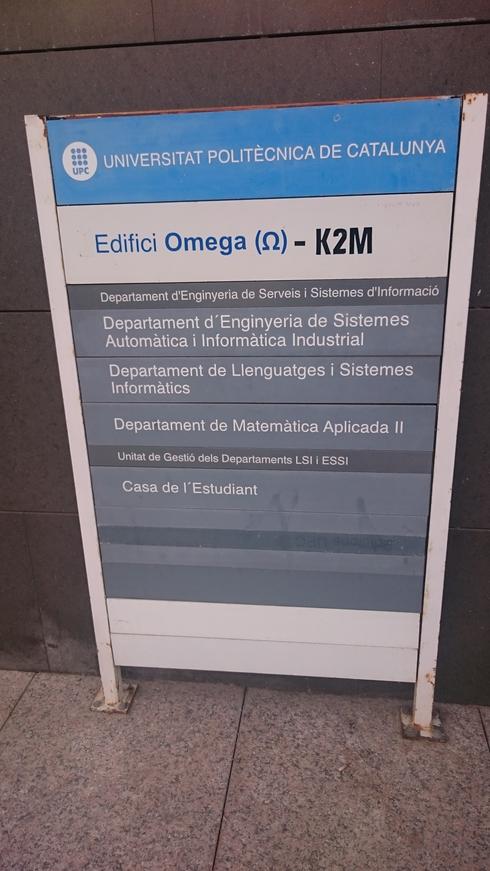 UPC
UNIVERSITAT POLITÈCNICA DE CATALUNYA
Edifici Omega (Ω) - K2M
Departament d'Enginyeria de Serveis i Sistemes d'Informació
Departament d´Enginyeria de Sistemes
Automàtica i Informàtica Industrial
Departament de Llenguatges i Sistemes
Informàtics
Departament de Matemàtica Aplicada II
Unitat de Gestió dels Departaments LSI i ESSI
Casa de l´Estudiant